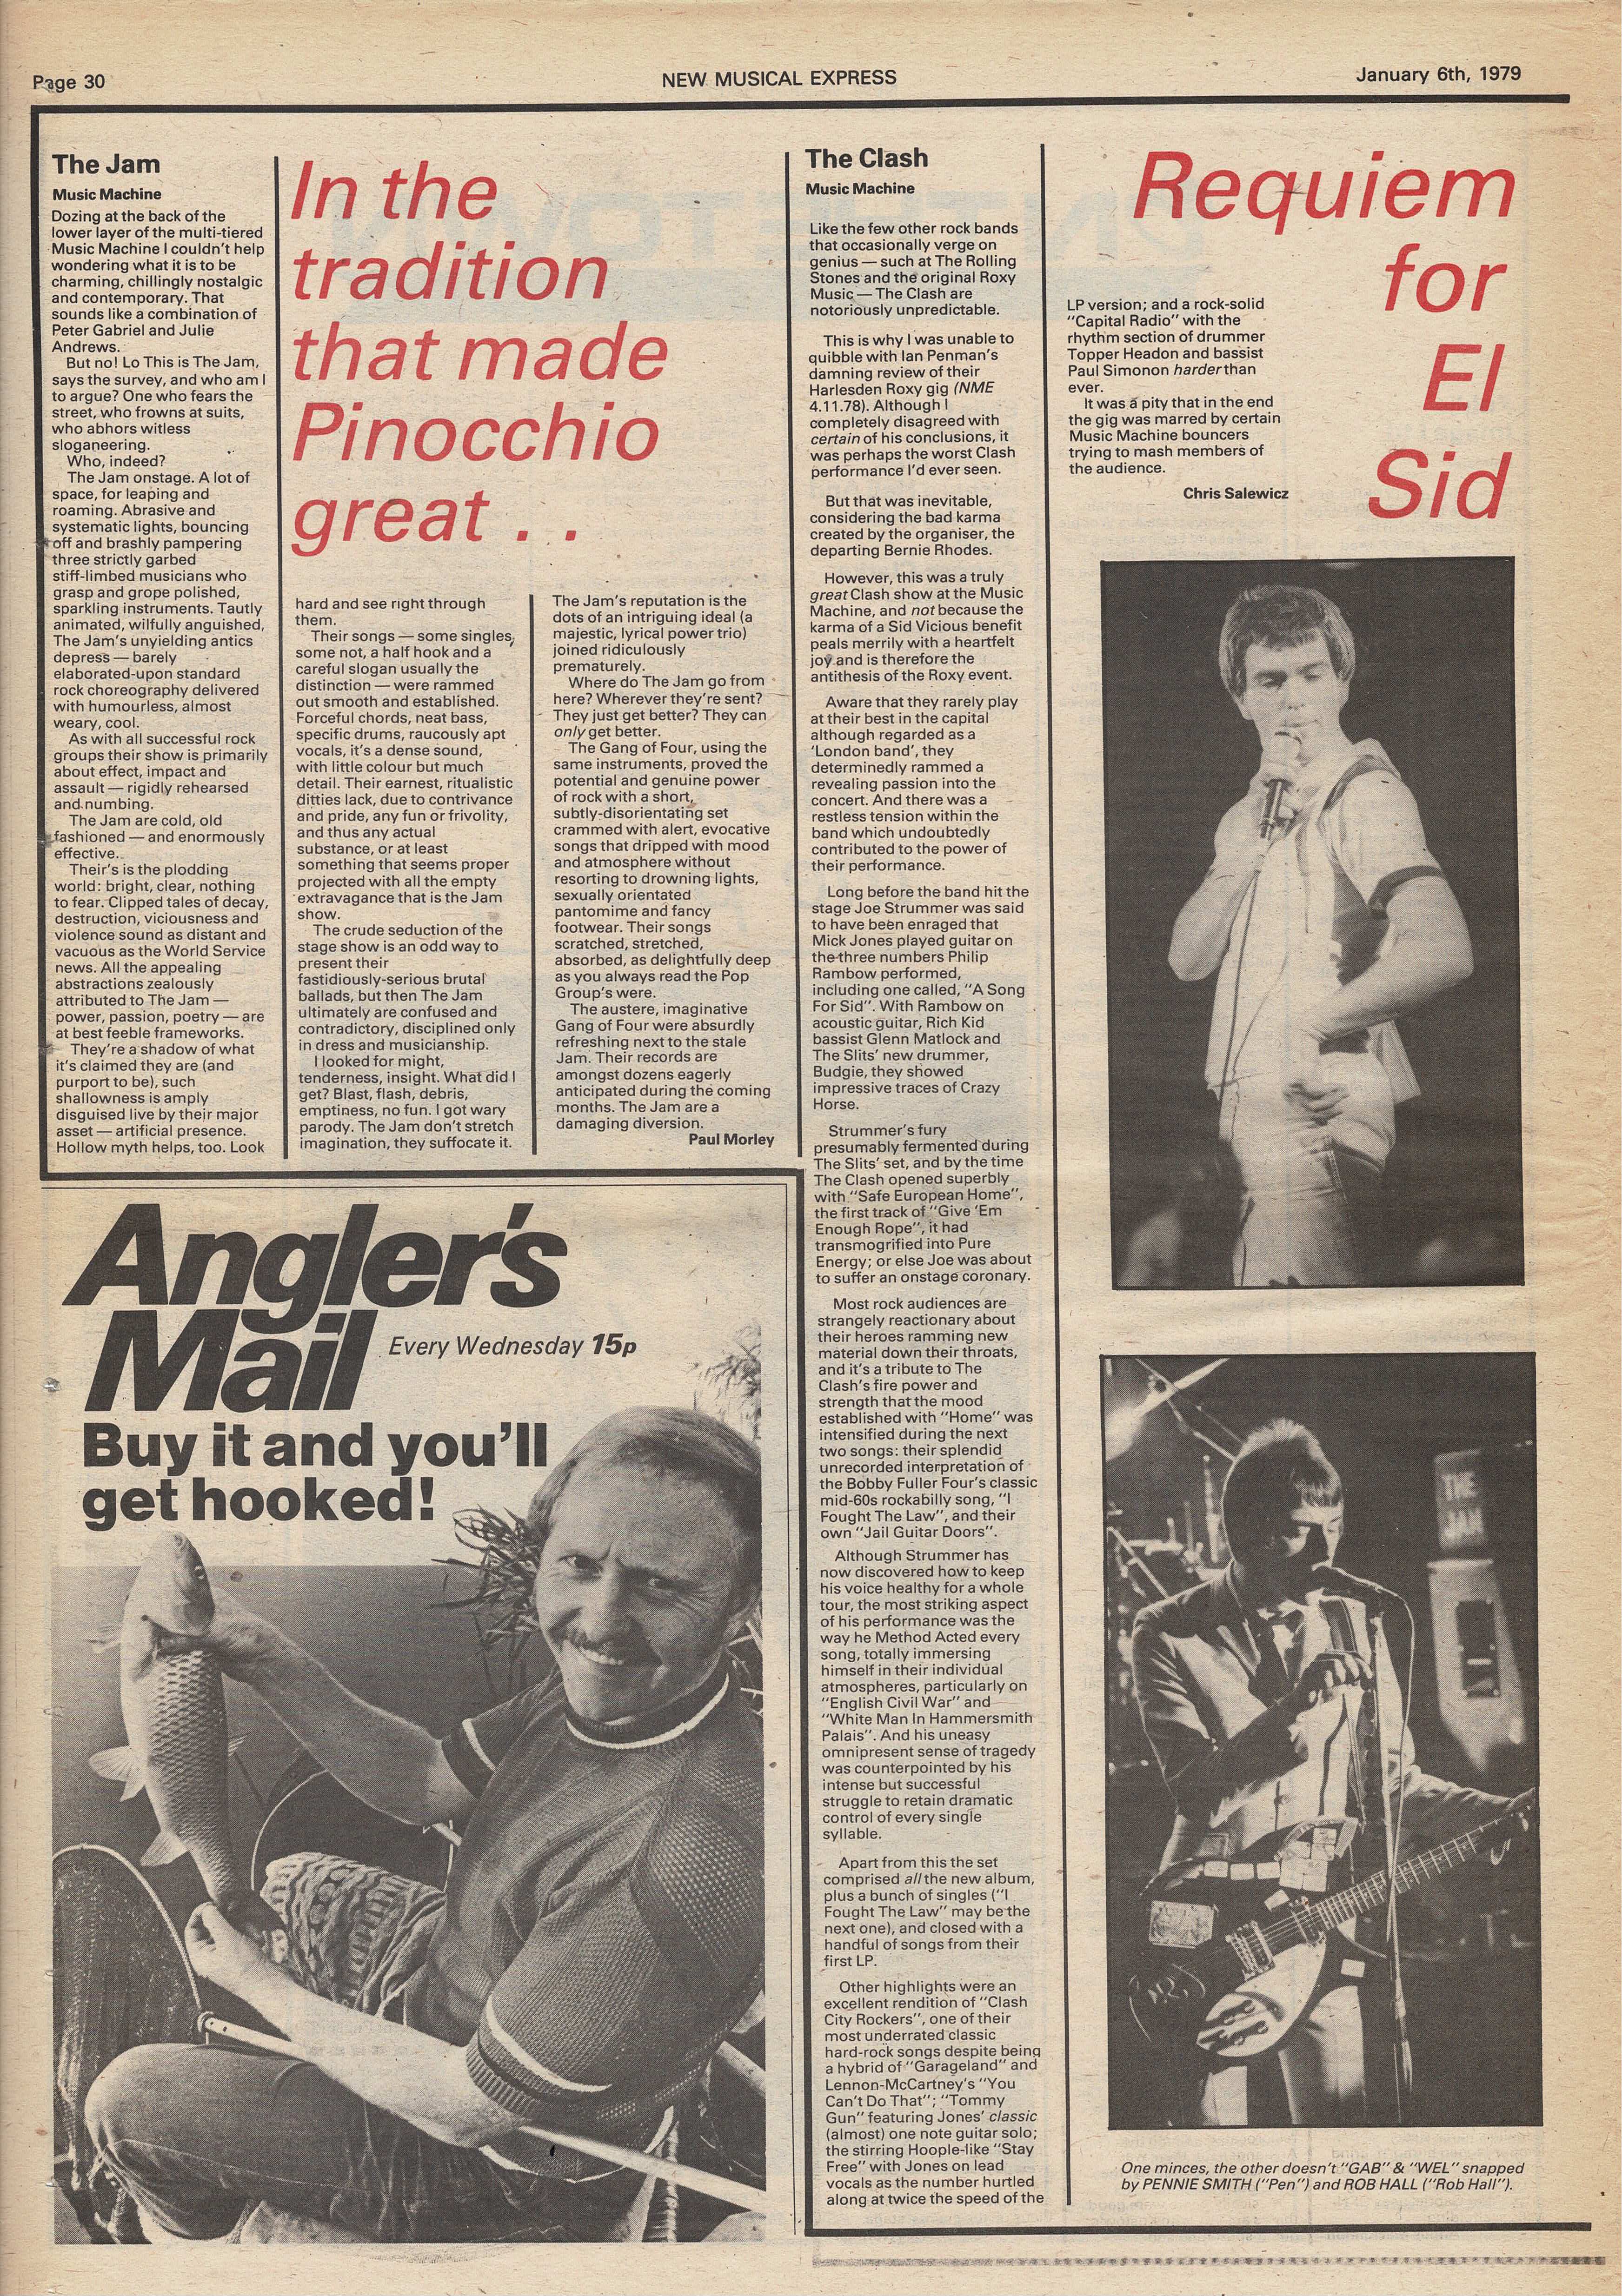 Page 30
NEW MUSICAL EXPRESS
January 6th, 1979
The Jam
Music Machine
Dozing at the back of the
lower layer of the multi-tiered
Music Machine I couldn't help
wondering what it is to be
charming, chillingly nostalgic
and contemporary. That
sounds like a combination of
Peter Gabriel and Julie
Andrews.
But no! Lo This is The Jam,
says the survey, and who am I
to argue? One who fears the
street, who frowns at suits,
who abhors witless
sloganeering.
Who, indeed?
The Jam onstage. A lot of
space, for leaping and
roaming. Abrasive and
systematic lights, bouncing
off and brashly pampering
three strictly garbed
stiff-limbed musicians who
grasp and grope polished,
sparkling instruments. Tautly
animated, wilfully anguished,
The Jam's unyielding antics
depress — barely
elaborated-upon standard
rock choreography delivered
with humourless, almost
weary, cool.
As with all successful rock
groups their show is primarily
about effect, impact and
assault — rigidly rehearsed
and numbing.
The Jam are cold, old
fashioned — and enormously
effective.
Their's is the plodding
world: bright, clear, nothing
to fear. Clipped tales of decay,
destruction, viciousness and
violence sound as distant and
vacuous as the World Service
news. All the appealing
abstractions zealously
attributed to The Jam —
power, passion, poetry — are
at best feeble frameworks.
They're a shadow of what
it's claimed they are (and
purport to be), such
shallowness is amply
disguised live by their major
asset — artificial presence.
Hollow myth helps, too. Look
In the
tradition
that made
Pinocchio
great . .
hard and see right through
them.
Their songs — some singles,
some not, a half hook and a
careful slogan usually the
distinction — were rammed
out smooth and established.
Forceful chords, neat bass,
specific drums, raucously apt
vocals, it's a dense sound,
with little colour but much
detail. Their earnest, ritualistic
ditties lack, due to contrivance
and pride, any fun or frivolity,
and thus any actual
substance, or at least
something that seems proper
projected with all the empty
extravagance that is the Jam
show.
The crude seduction of the
stage show is an odd way to
present their
fastidiously-serious brutal
ballads, but then The Jam
ultimately are confused and
contradictory, disciplined only
in dress and musicianship.
I looked for might,
tenderness, insight. What did I
get? Blast, flash, debris,
emptiness, no fun. I got wary
parody. The Jam don't stretch
imagination, they suffocate it.
The Jam's reputation is the
dots of an intriguing ideal (a
majestic, lyrical power trio)
joined ridiculously
prematurely.
Where do The Jam go from
here? Wherever they're sent?
They just get better? They can
only get better.
The Gang of Four, using the
same instruments, proved the
potential and genuine power
of rock with a short,
subtly-disorientating set
crammed with alert, evocative
songs that dripped with mood
and atmosphere without
resorting to drowning lights,
sexually orientated
pantomime and fancy
footwear. Their songs
scratched, stretched,
absorbed, as delightfully deep
as you always read the Pop
Group's were.
The austere, imaginative
Gang of Four were absurdly
refreshing next to the stale
Jam. Their records are
amongst dozens eagerly
anticipated during the coming
months. The Jam are a
damaging diversion.
Paul Morley
The Clash
Music Machine
Like the few other rock bands
that occasionally verge on
genius — such at The Rolling
Stones and the original Roxy
Music — The Clash are
notoriously unpredictable.
This is why I was unable to
quibble with Ian Penman's
damning review of their
Harlesden Roxy gig (NME
4.11.78). Although I
completely disagreed with
certain of his conclusions, it
was perhaps the worst Clash
performance I'd ever seen.
But that was inevitable,
considering the bad karma
created by the organiser, the
departing Bernie Rhodes.
However, this was a truly
great Clash show at the Music
Machine, and not because the
karma of a Sid Vicious benefit
peals merrily with a heartfelt
joy and is therefore the
antithesis of the Roxy event.
Aware that they rarely play
at their best in the capital
although regarded as a
'London band', they
determinedly rammed a
revealing passion into the
concert. And there was a
restless tension within the
band which undoubtedly
contributed to the power of
their performance.
Long before the band hit the
stage Joe Strummer was said
to have been enraged that
Mick Jones played guitar on
the three numbers Philip
Rambow performed,
including one called, "A Song
For Sid". With Rambow on
acoustic guitar, Rich Kid
bassist Glenn Matlock and
The Slits' new drummer,
Budgie, they showed
impressive traces of Crazy
Horse.
Strummer's fury
presumably fermented during
The Slits' set, and by the time
The Clash opened superbly
with "Safe European Home",
the first track of "Give 'Em
Enough Rope", it had
transmogrified into Pure
Energy; or else Joe was about
to suffer an onstage coronary.
Most rock audiences are
strangely reactionary about
their heroes ramming new
material down their throats,
and it's a tribute to The
Clash's fire power and
strength that the mood
established with "Home" was
intensified during the next
two songs: their splendid
unrecorded interpretation of
the Bobby Fuller Four's classic
mid-60s rockabilly song, "I
Fought The Law", and their
own "Jail Guitar Doors".
Although Strummer has
now discovered how to keep
his voice healthy for a whole
tour, the most striking aspect
of his performance was the
way he Method Acted every
song, totally immersing
himself in their individual
atmospheres, particularly on
"English Civil War" and
"White Man In Hammersmith
Palais". And his uneasy
omnipresent sense of tragedy
was counterpointed by his
intense but successful
struggle to retain dramatic
control of every single
syllable.
Apart from this the set
comprised all the new album,
plus a bunch of singles ("I
Fought The Law" may be the
next one), and closed with a
handful of songs from their
first LP.
Other highlights were an
excellent rendition of "Clash
City Rockers", one of their
most underrated classic
hard-rock songs despite being
a hybrid of "Garageland" and
Lennon-McCartney's "You
Can't Do That"; "Tommy
Gun" featuring Jones' classic
(almost) one note guitar solo;
the stirring Hoople-like "Stay
Free" with Jones on lead
vocals as the number hurtled
along at twice the speed of the
Requiem
for
El
Sid
LP version; and a rock-solid
"Capital Radio" with the
rhythm section of drummer
Topper Headon and bassist
Paul Simonon harder than
ever.
It was a pity that in the end
the gig was marred by certain
Music Machine bouncers
trying to mash members of
the audience.
Chris Salewicz
THE
JAM
One minces, the other doesn't "GAB" & "WEL" snapped
by PENNIE SMITH ("Pen") and ROB HALL ("Rob Hall").
Angler's
Mail
Every Wednesday 15p
Buy it and you'll
get hooked!